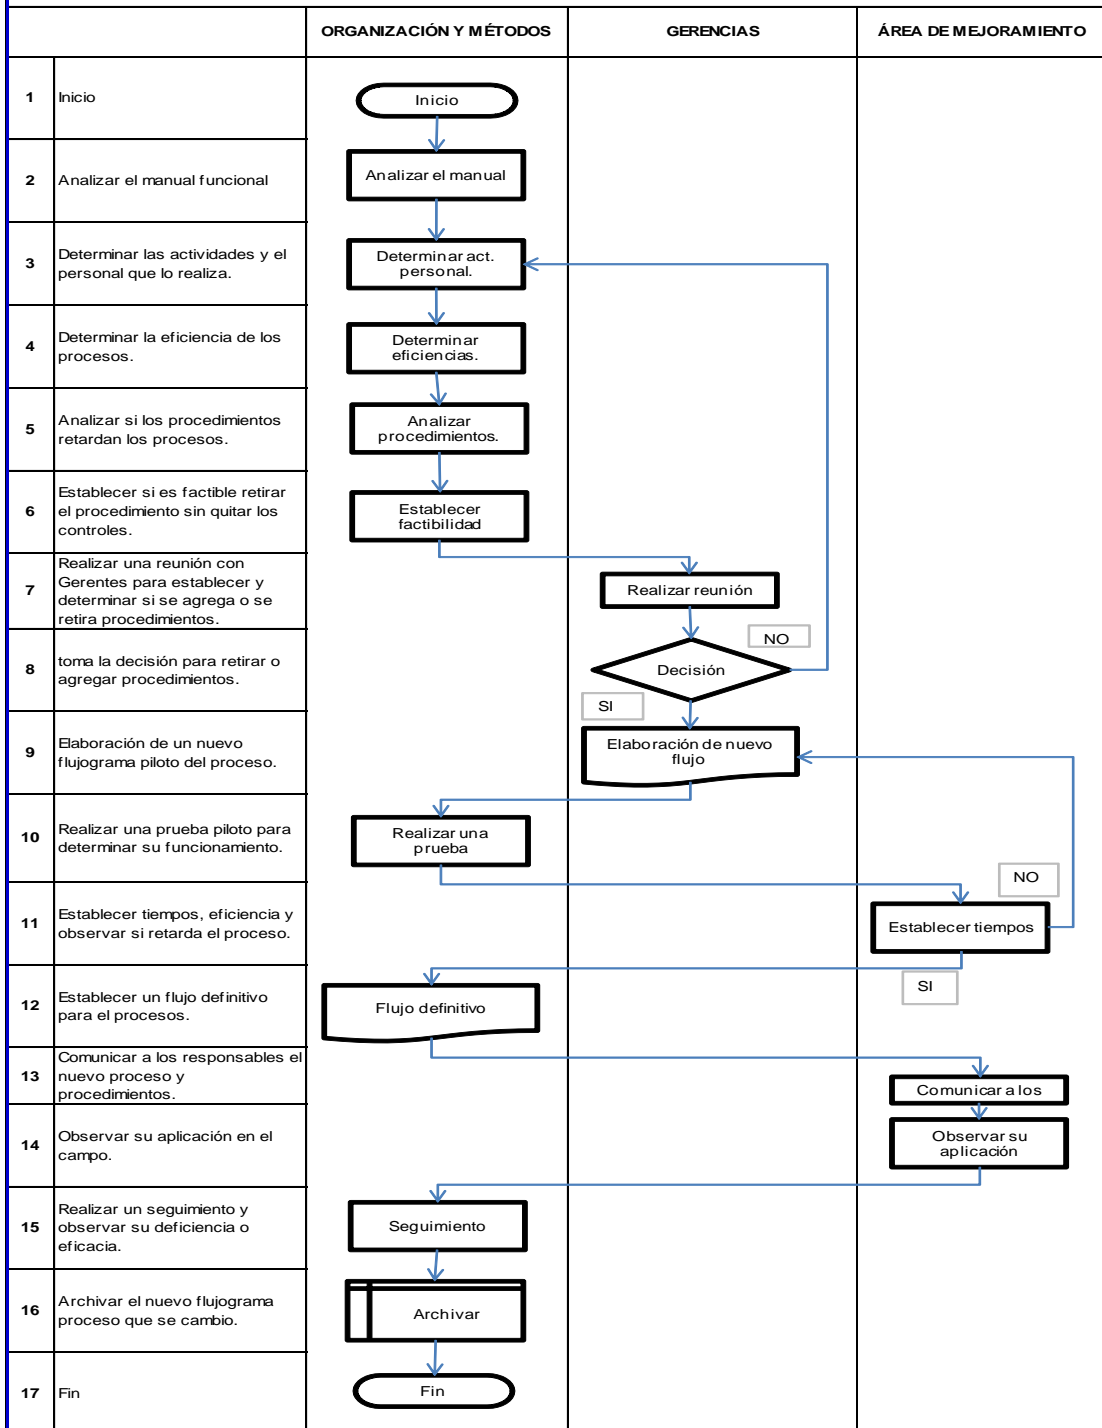 ORGANIZACIÓN Y MÉTODOS
GERENCIAS
ÁREA DE MEJORAMIENTO
1
Inicio
Inicio
2
Analizar el manual funcional
Analizar el manual
3
Determinar las actividades y el
personal que lo realiza.
Determinar act.
personal.
4
Determinar la eficiencia de los
procesos.
Determinar
eficiencias.
5
Analizar si los procedimientos
retardan los procesos.
Analizar
procedimientos.
6
Establecer si es factible retirar
el procedimiento sin quitar los
controles.
Establecer
factibilidad
7
Realizar una reunión con
Gerentes para establecer y
determinar si se agrega o se
retira procedimientos.
Realizar reunión
NO
8
toma la decisión para retirar o
agregar procedimientos.
Decisión
SI
9
Elaboración de un nuevo
flujograma piloto del proceso.
Elaboración de nuevo
flujo
10
Realizar una prueba piloto para
determinar su funcionamiento.
Realizar una
prueba
NO
11
Establecer tiempos, eficiencia y
observar si retarda el proceso.
Establecer tiempos
SI
12
Establecer un flujo definitivo
para el procesos.
Flujo definitivo
13
Comunicar a los responsables el
nuevo proceso y
procedimientos.
Comunicar a los
14
Observar su aplicación en el
campo.
Observar su
aplicación
15
Realizar un seguimiento y
observar su deficiencia o
eficacia.
Seguimiento
16
Archivar el nuevo flujograma
proceso que se cambio.
Archivar
17
Fin
Fin